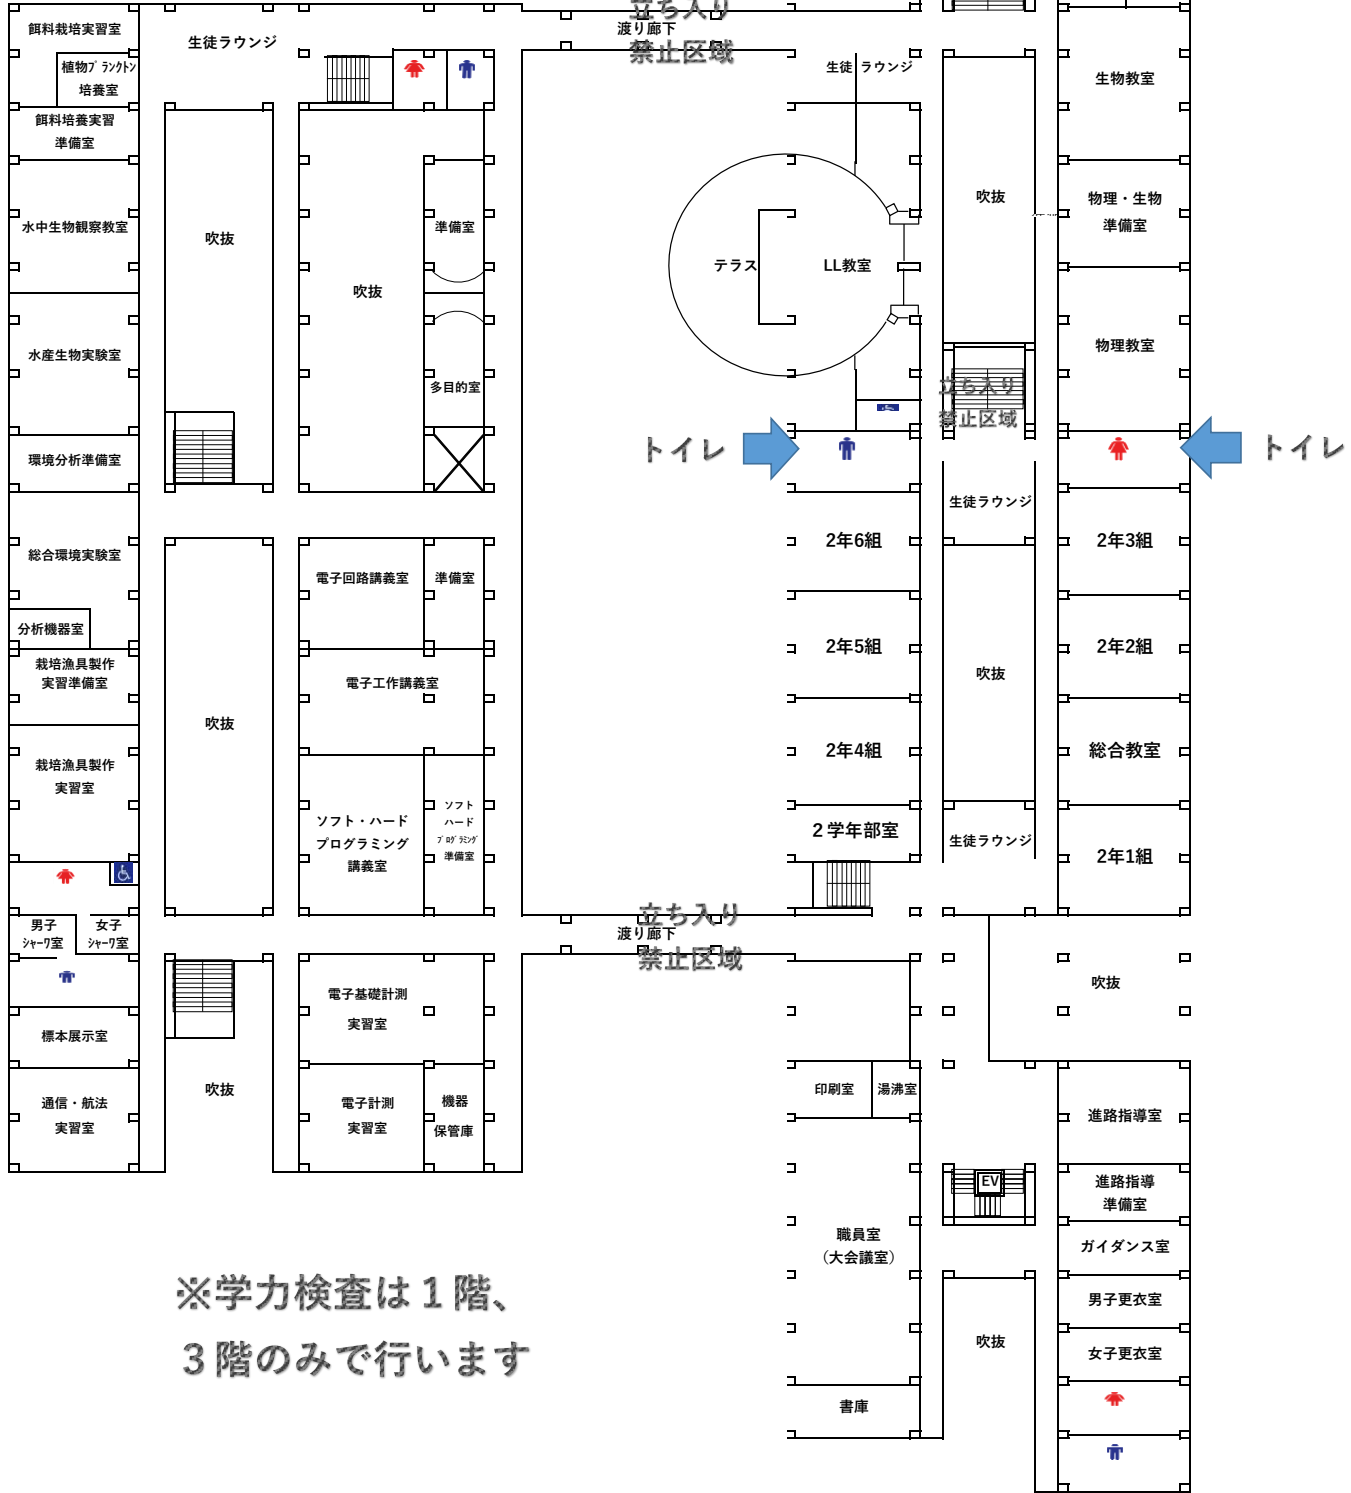 立ち入り
禁止区域
渡り廊下
餌料栽培実習室
植物プランクトン
培養室
餌料培養実習
準備室
水中生物観察教室
水産生物実験室
環境分析準備室
総合環境実験室
分析機器室
栽培漁具製作
実習準備室
栽培漁具製作
実習室
男子
シャーワ室
女子
シャーワ室
標本展示室
通信・航法
実習室
生徒ラウンジ
吹抜
吹抜
吹抜
吹抜
準備室
多目的室
電子回路講義室
準備室
電子工作講義室
ソフト・ハード
プログラミング
講義室
ソフト
ハード
プログラミング
準備室
電子基礎計測
実習室
電子計測
実習室
機器
保管庫
立ち入り
渡り廊下
禁止区域
生徒ラウンジ
テラス
LL教室
トイレ
2年6組
2年5組
2年4組
２学年部室
印刷室
湯沸室
職員室
（大会議室）
書庫
吹抜
立ち入り
禁止区域
生徒ラウンジ
吹抜
生徒ラウンジ
EV
吹抜
生物教室
物理・生物
準備室
物理教室
トイレ
2年3組
2年2組
総合教室
2年1組
吹抜
進路指導室
進路指導
準備室
ガイダンス室
男子更衣室
女子更衣室
※学力検査は１階、
３階のみで行います